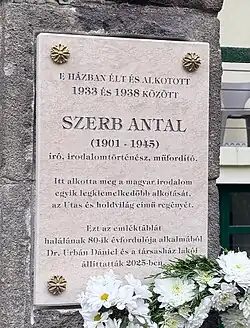 E HÁZBAN ÉLT ÉS ALKOTOTT
1933 ÉS 1938 KÖZÖTT
SZERB ANTAL
(1901 - 1945)
író, irodalomtörténész, műfordító.
Itt alkotta meg a magyar irodalom
egyik legkiemelkedőbb alkotását,
az Utas és holdvilág című regényét.
Ezt az emléktáblát
halálának 80-ik évfordulója alkalmából
Dr. Urbán Dániel és a társasház lakói
állíttatták 2025-ben.